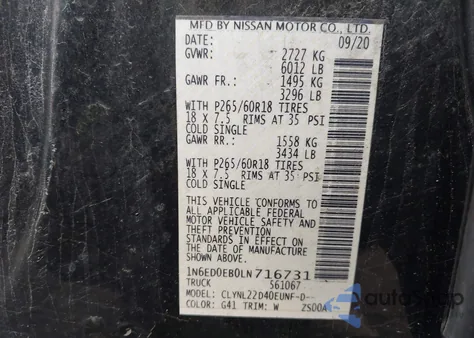 MFD BY NISSAN MOTOR CO., LTD.
09/20
GVWR: 2727 KG
6012 LB
GAWR FR.: 1495 KG
3296 LB
WITH P265/60R18 TIRES
18 X 7.5 RIMS AT 35 PSI
COLD SINGLE
GAWR RR.: 1558 KG
3434 LB
WITH P265/60R18 TIRES
18 X 7.5 RIMS AT 35 PSI
COLD SINGLE
THIS VEHICLE CONFORMS TO
ALL APPLICABLE FEDERAL
MOTOR VEHICLE SAFETY AND
THEFT PREVENTION
STANDARDS IN EFFECT ON
THE DATE OF MANUFACTURE
SHOWN ABOVE.
1N6ED0EB0LN716731
TRUCK S61067
MODEL: CLYNL22D40EUNF-D--
COLOR: G41 TRIM: W 2S00A